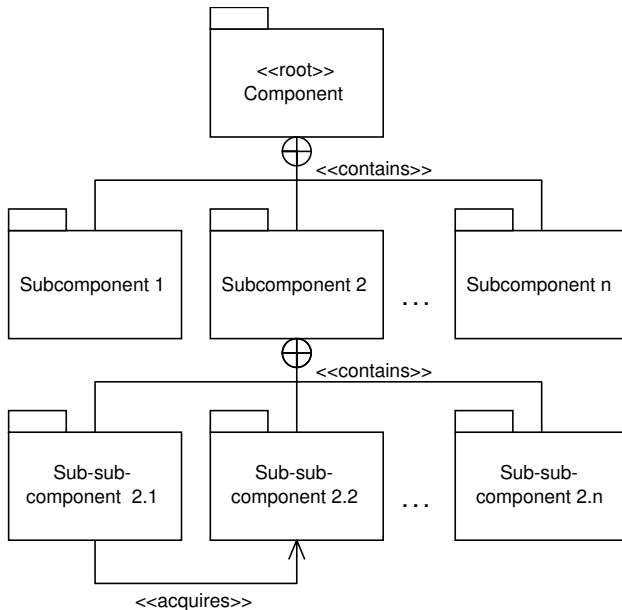 <<root>>
Component
<<contains>>
Subcomponent 1
Subcomponent 2
...
Subcomponent n
<<contains>>
Sub-sub-
component 2.1
Sub-sub-
component 2.2
...
Sub-sub-
component 2.n
<<acquires>>